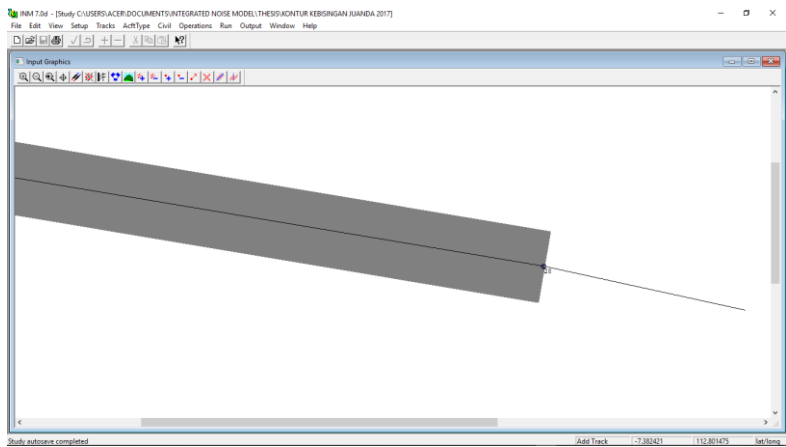 INM 7.0d - [Study C:\USERS\ACER\DOCUMENTS\INTEGRATED NOISE MODEL\THESIS\KONTUR KEBISINGAN JUANDA 2017]
File Edit View Setup Tracks AcftType Civil Operations Run Output Window Help
Input Graphics
Study autosave completed Add Track -7.382421 112.801475 lat/long